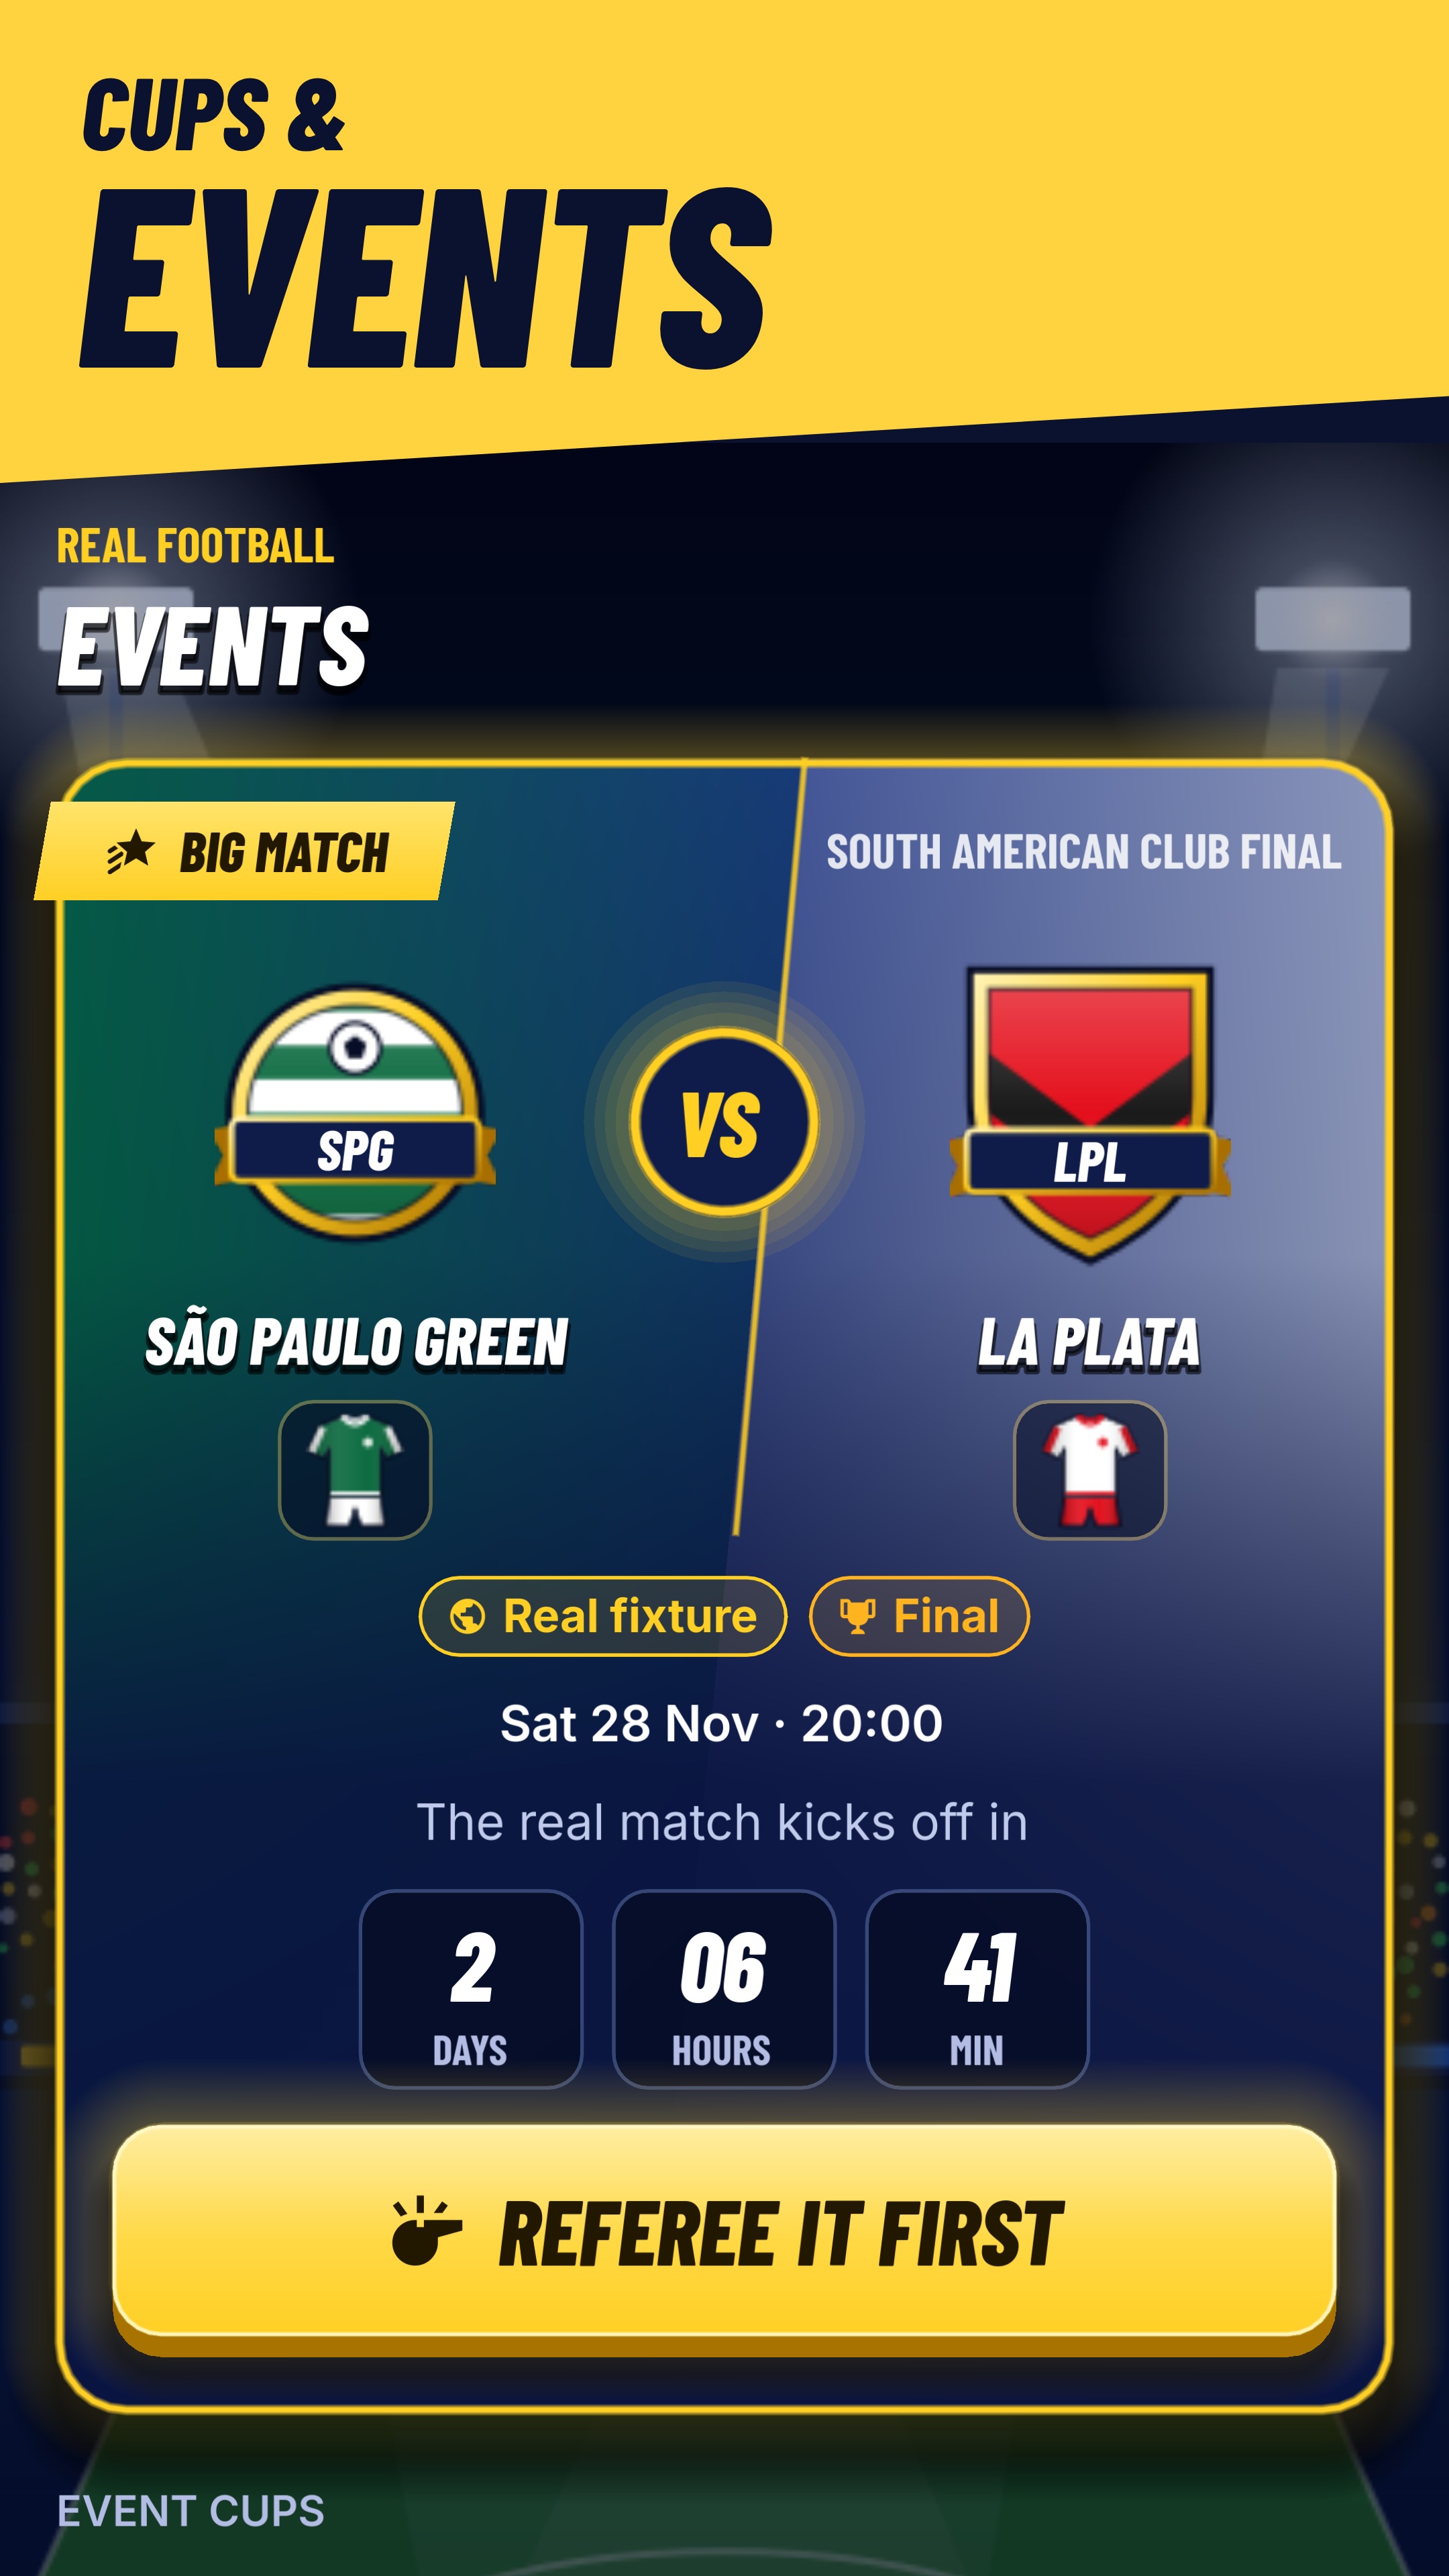 CUPS &
EVENTS
REAL FOOTBALL
EVENTS
BIG MATCH
SOUTH AMERICAN CLUB FINAL
SPG
VS
LPL
SÃO PAULO GREEN
LA PLATA
Real fixture
Final
Sat 28 Nov · 20:00
The real match kicks off in
2
06
41
DAYS
HOURS
MIN
REFEREE IT FIRST
EVENT CUPS